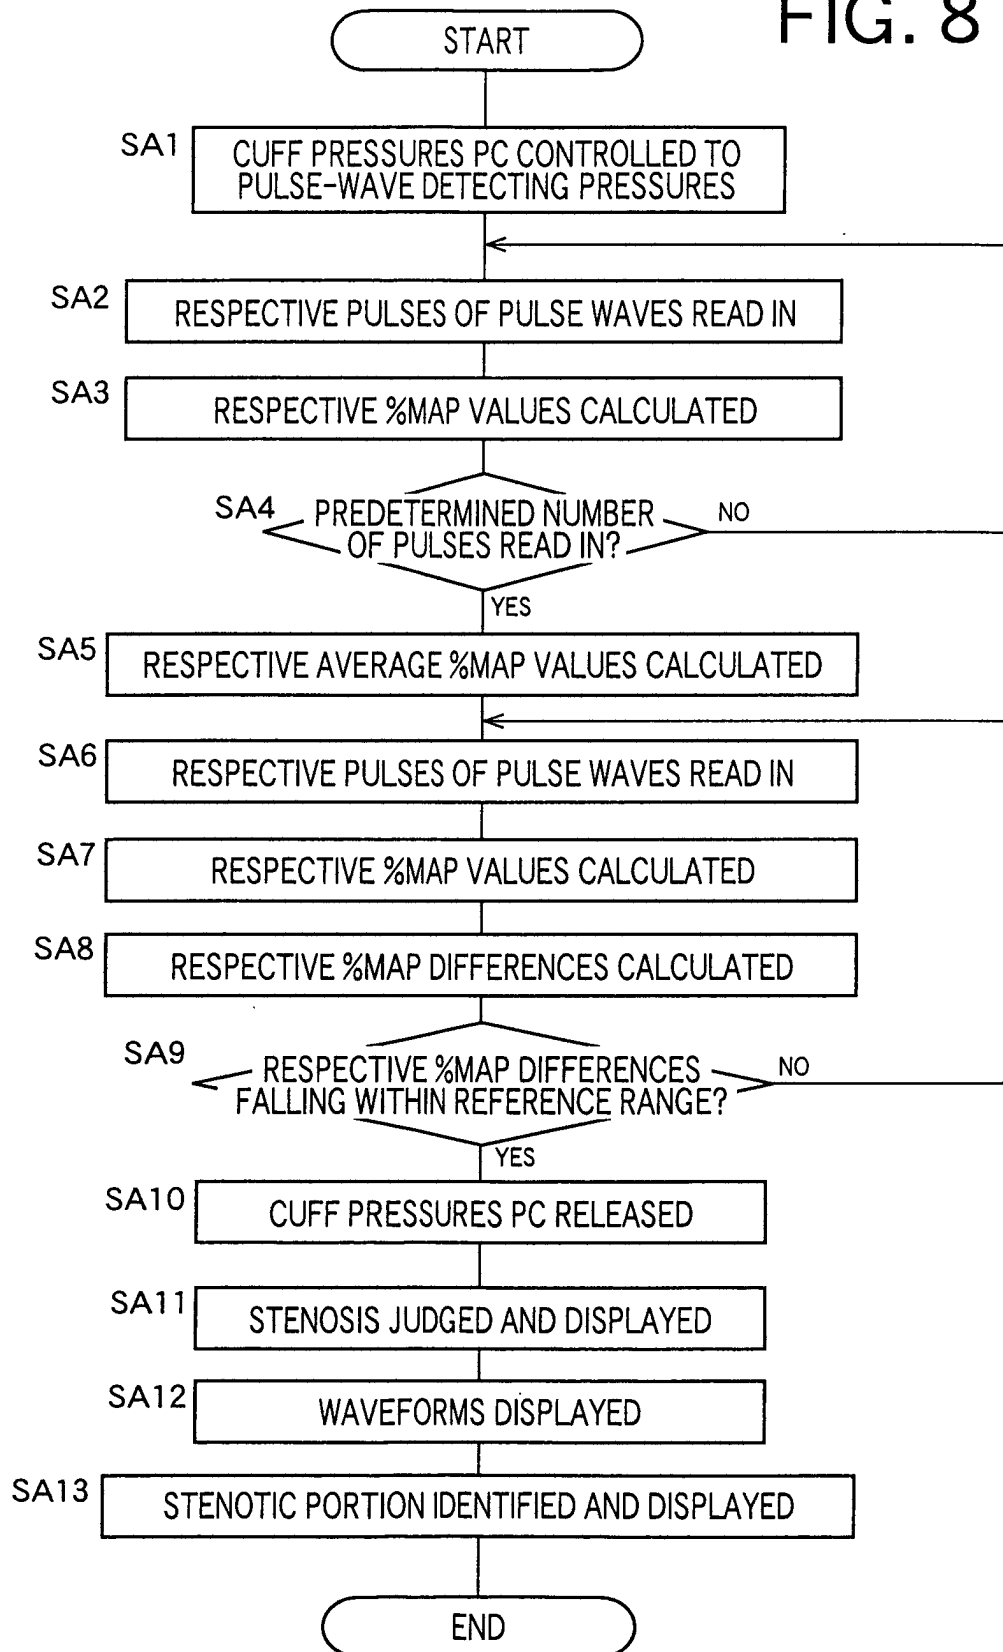 FIG. 8
START
SA1
CUFF PRESSURES PC CONTROLLED TO
PULSE-WAVE DETECTING PRESSURES
SA2
RESPECTIVE PULSES OF PULSE WAVES READ IN
SA3
RESPECTIVE %MAP VALUES CALCULATED
SA4
PREDETERMINED NUMBER
OF PULSES READ IN?
NO
YES
SA5
RESPECTIVE AVERAGE %MAP VALUES CALCULATED
SA6
RESPECTIVE PULSES OF PULSE WAVES READ IN
SA7
RESPECTIVE %MAP VALUES CALCULATED
SA8
RESPECTIVE %MAP DIFFERENCES CALCULATED
SA9
RESPECTIVE %MAP DIFFERENCES
FALLING WITHIN REFERENCE RANGE?
NO
YES
SA10
CUFF PRESSURES PC RELEASED
SA11
STENOSIS JUDGED AND DISPLAYED
SA12
WAVEFORMS DISPLAYED
SA13
STENOTIC PORTION IDENTIFIED AND DISPLAYED
END